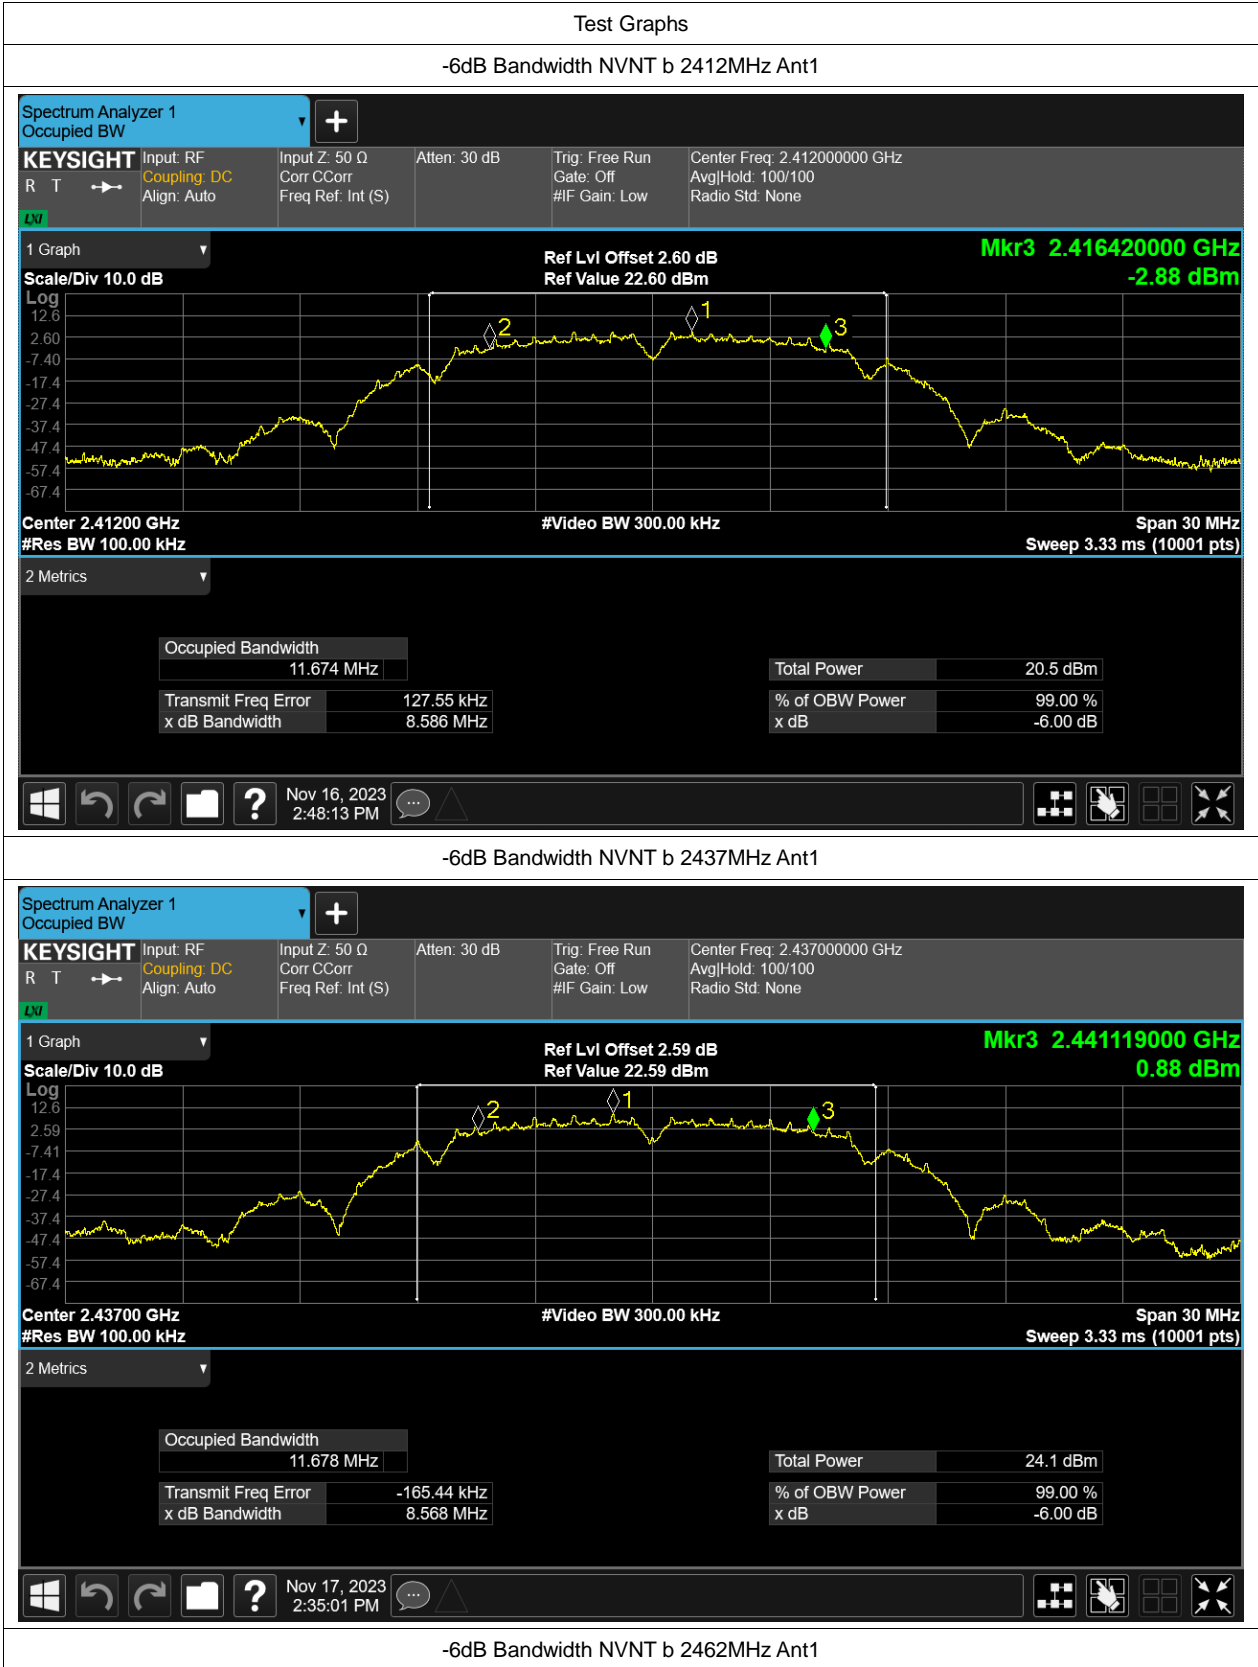 Test Graphs
-6dB Bandwidth NVNT b 2412MHz Ant1
Spectrum Analyzer 1
Occupied BW
KEYSIGHT Input: RF Input Z: 50 Ω Atten: 30 dB Trig: Free Run Center Freq: 2.412000000 GHz
R T Coupling: DC Corr CCorr Gate: Off Avg|Hold: 100/100
Align: Auto Freq Ref: Int (S) #IF Gain: Low Radio Std: None
LXI
1 Graph Ref Lvl Offset 2.60 dB Mkr3 2.416420000 GHz
Scale/Div 10.0 dB Ref Value 22.60 dBm -2.88 dBm
Log
12.6
2.60
-7.40
-17.4
-27.4
-37.4
-47.4
-57.4
-67.4
2 1 3
Center 2.41200 GHz #Video BW 300.00 kHz Span 30 MHz
#Res BW 100.00 kHz Sweep 3.33 ms (10001 pts)
2 Metrics
Occupied Bandwidth
11.674 MHz Total Power 20.5 dBm
Transmit Freq Error 127.55 kHz % of OBW Power 99.00 %
x dB Bandwidth 8.586 MHz x dB -6.00 dB
? Nov 16, 2023
2:48:13 PM
-6dB Bandwidth NVNT b 2437MHz Ant1
Spectrum Analyzer 1
Occupied BW
KEYSIGHT Input: RF Input Z: 50 Ω Atten: 30 dB Trig: Free Run Center Freq: 2.437000000 GHz
R T Coupling: DC Corr CCorr Gate: Off Avg|Hold: 100/100
Align: Auto Freq Ref: Int (S) #IF Gain: Low Radio Std: None
LXI
1 Graph Ref Lvl Offset 2.59 dB Mkr3 2.441119000 GHz
Scale/Div 10.0 dB Ref Value 22.59 dBm 0.88 dBm
Log
12.6
2.59
-7.41
-17.4
-27.4
-37.4
-47.4
-57.4
-67.4
2 1 3
Center 2.43700 GHz #Video BW 300.00 kHz Span 30 MHz
#Res BW 100.00 kHz Sweep 3.33 ms (10001 pts)
2 Metrics
Occupied Bandwidth
11.678 MHz Total Power 24.1 dBm
Transmit Freq Error -165.44 kHz % of OBW Power 99.00 %
x dB Bandwidth 8.568 MHz x dB -6.00 dB
? Nov 17, 2023
2:35:01 PM
-6dB Bandwidth NVNT b 2462MHz Ant1